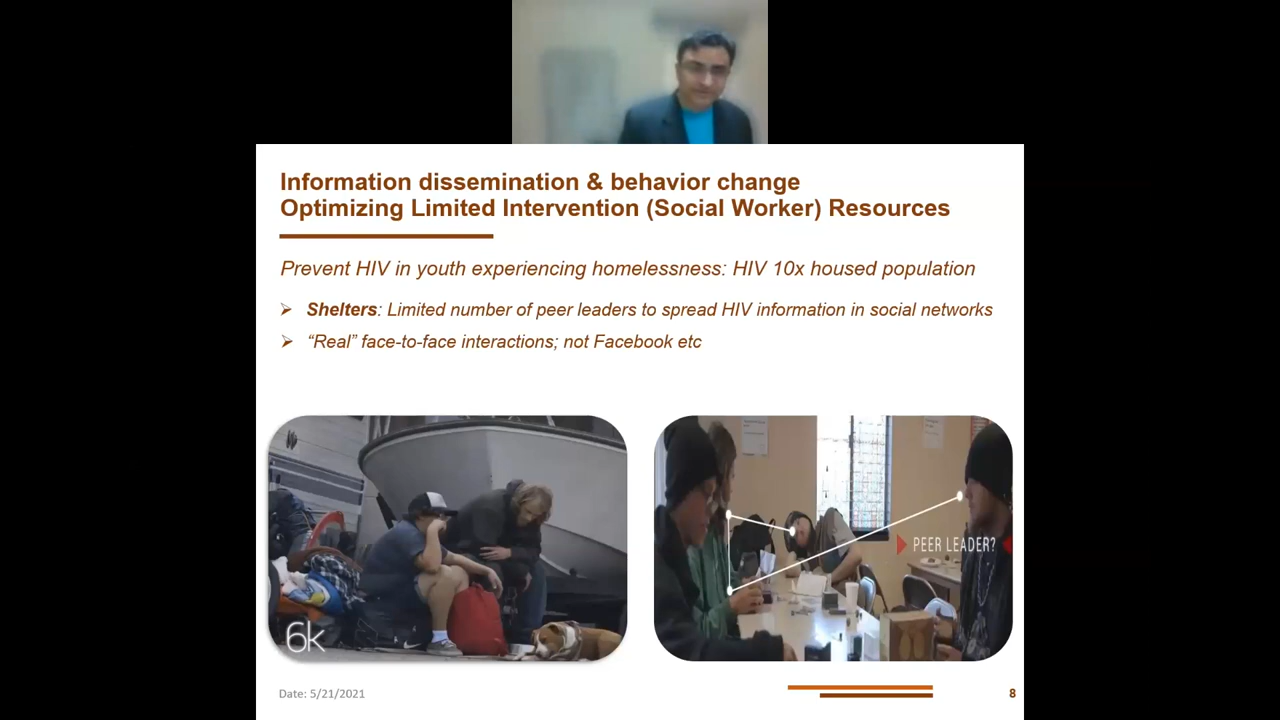 Information dissemination & behavior change
Optimizing Limited Intervention (Social Worker) Resources
Prevent HIV in youth experiencing homelessness: HIV 10x housed population
Shelters: Limited number of peer leaders to spread HIV information in social networks
“Real” face-to-face interactions; not Facebook etc
6k
PEER LEADER?
Date: 5/21/2021
8